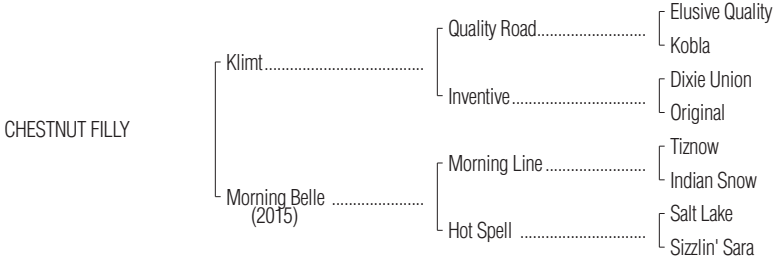 Elusive Quality
Quality Road
Kobla
Klimt
Dixie Union
Inventive
Original
CHESTNUT FILLY
Tiznow
Morning Line
Indian Snow
Morning Belle
(2015)
Salt Lake
Hot Spell
Sizzlin' Sara